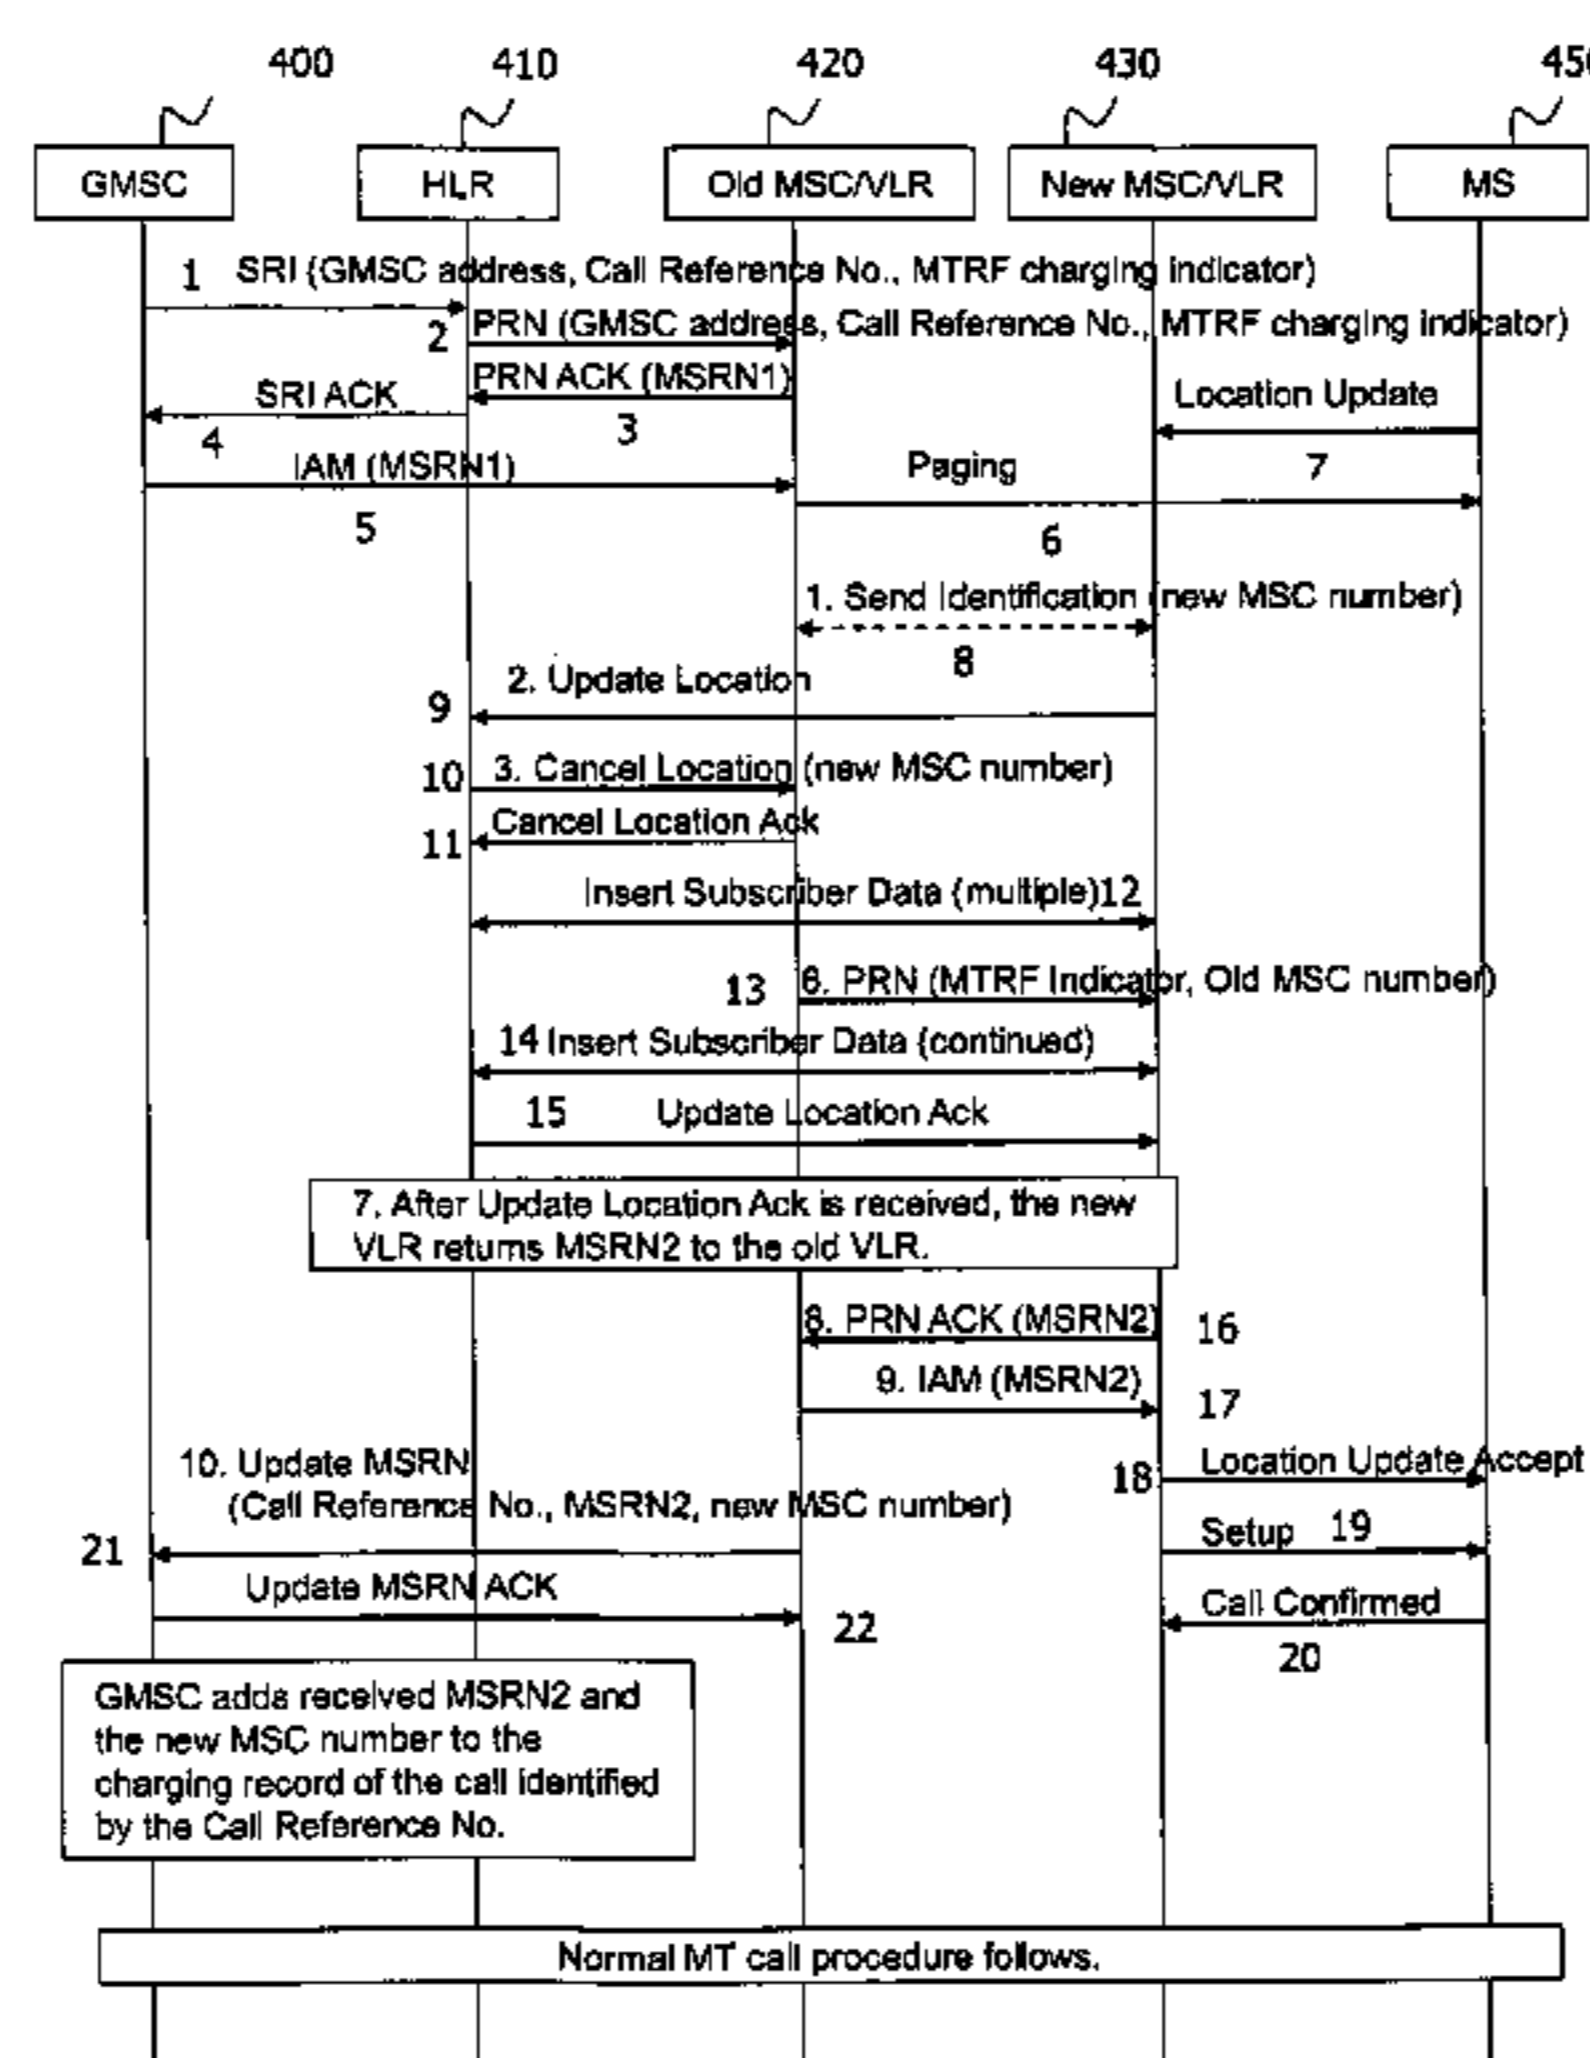 400 410 420 430 450
GMSC HLR Old MSC/VLR New MSC/VLR MS
1 SRI (GMSC address, Call Reference No., MTRF charging indicator)
2 PRN (GMSC address, Call Reference No., MTRF charging indicator)
PRN ACK (MSRN1)
SRI ACK
Location Update
4
3
IAM (MSRN1)
Paging
7
5
6
1. Send Identification (new MSC number)
8
2. Update Location
9
10 3. Cancel Location (new MSC number)
Cancel Location Ack
11
Insert Subscriber Data (multiple) 12
13 6. PRN (MTRF Indicator, Old MSC number)
14 Insert Subscriber Data (continued)
15 Update Location Ack
7. After Update Location Ack is received, the new
VLR returns MSRN2 to the old VLR.
8. PRN ACK (MSRN2) 16
9. IAM (MSRN2) 17
10. Update MSRN
(Call Reference No., MSRN2, new MSC number)
18 Location Update Accept
Setup 19
21
Update MSRN ACK
22
Call Confirmed
20
GMSC adds received MSRN2 and
the new MSC number to the
charging record of the call identified
by the Call Reference No.
Normal MT call procedure follows.